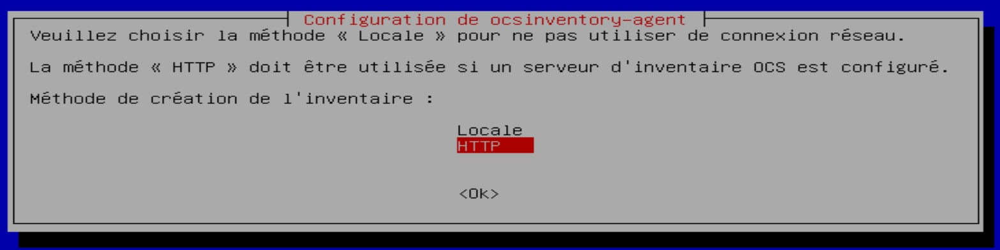 Configuration de ocsinventory-agent
Veuillez choisir la méthode « Locale » pour ne pas utiliser de connexion réseau.
La méthode « HTTP » doit être utilisée si un serveur d'inventaire OCS est configuré.
Méthode de création de l'inventaire :
Locale
HTTP
<Ok>